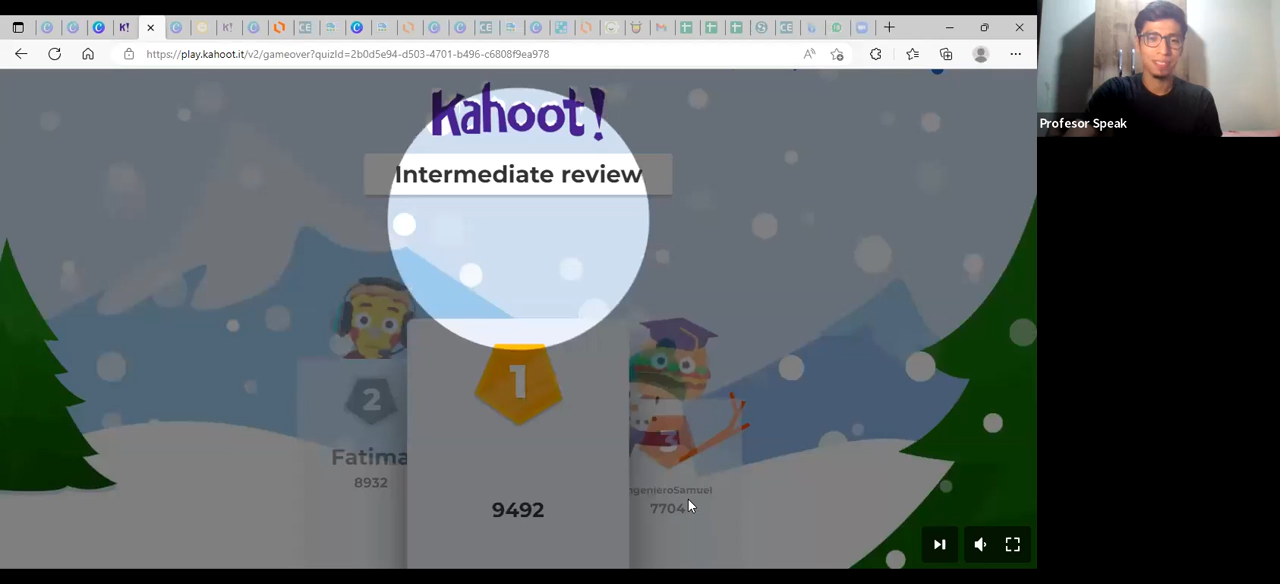 https://play.kahoot.it/v2/gameover?quizId=2b0d5e94-d503-4701-b496-c6808f9ea978
Profesor Speak
Kahoot!
Intermediate review
1
2
3
Fatima
8932
9492
ngenieroSamuel
7704